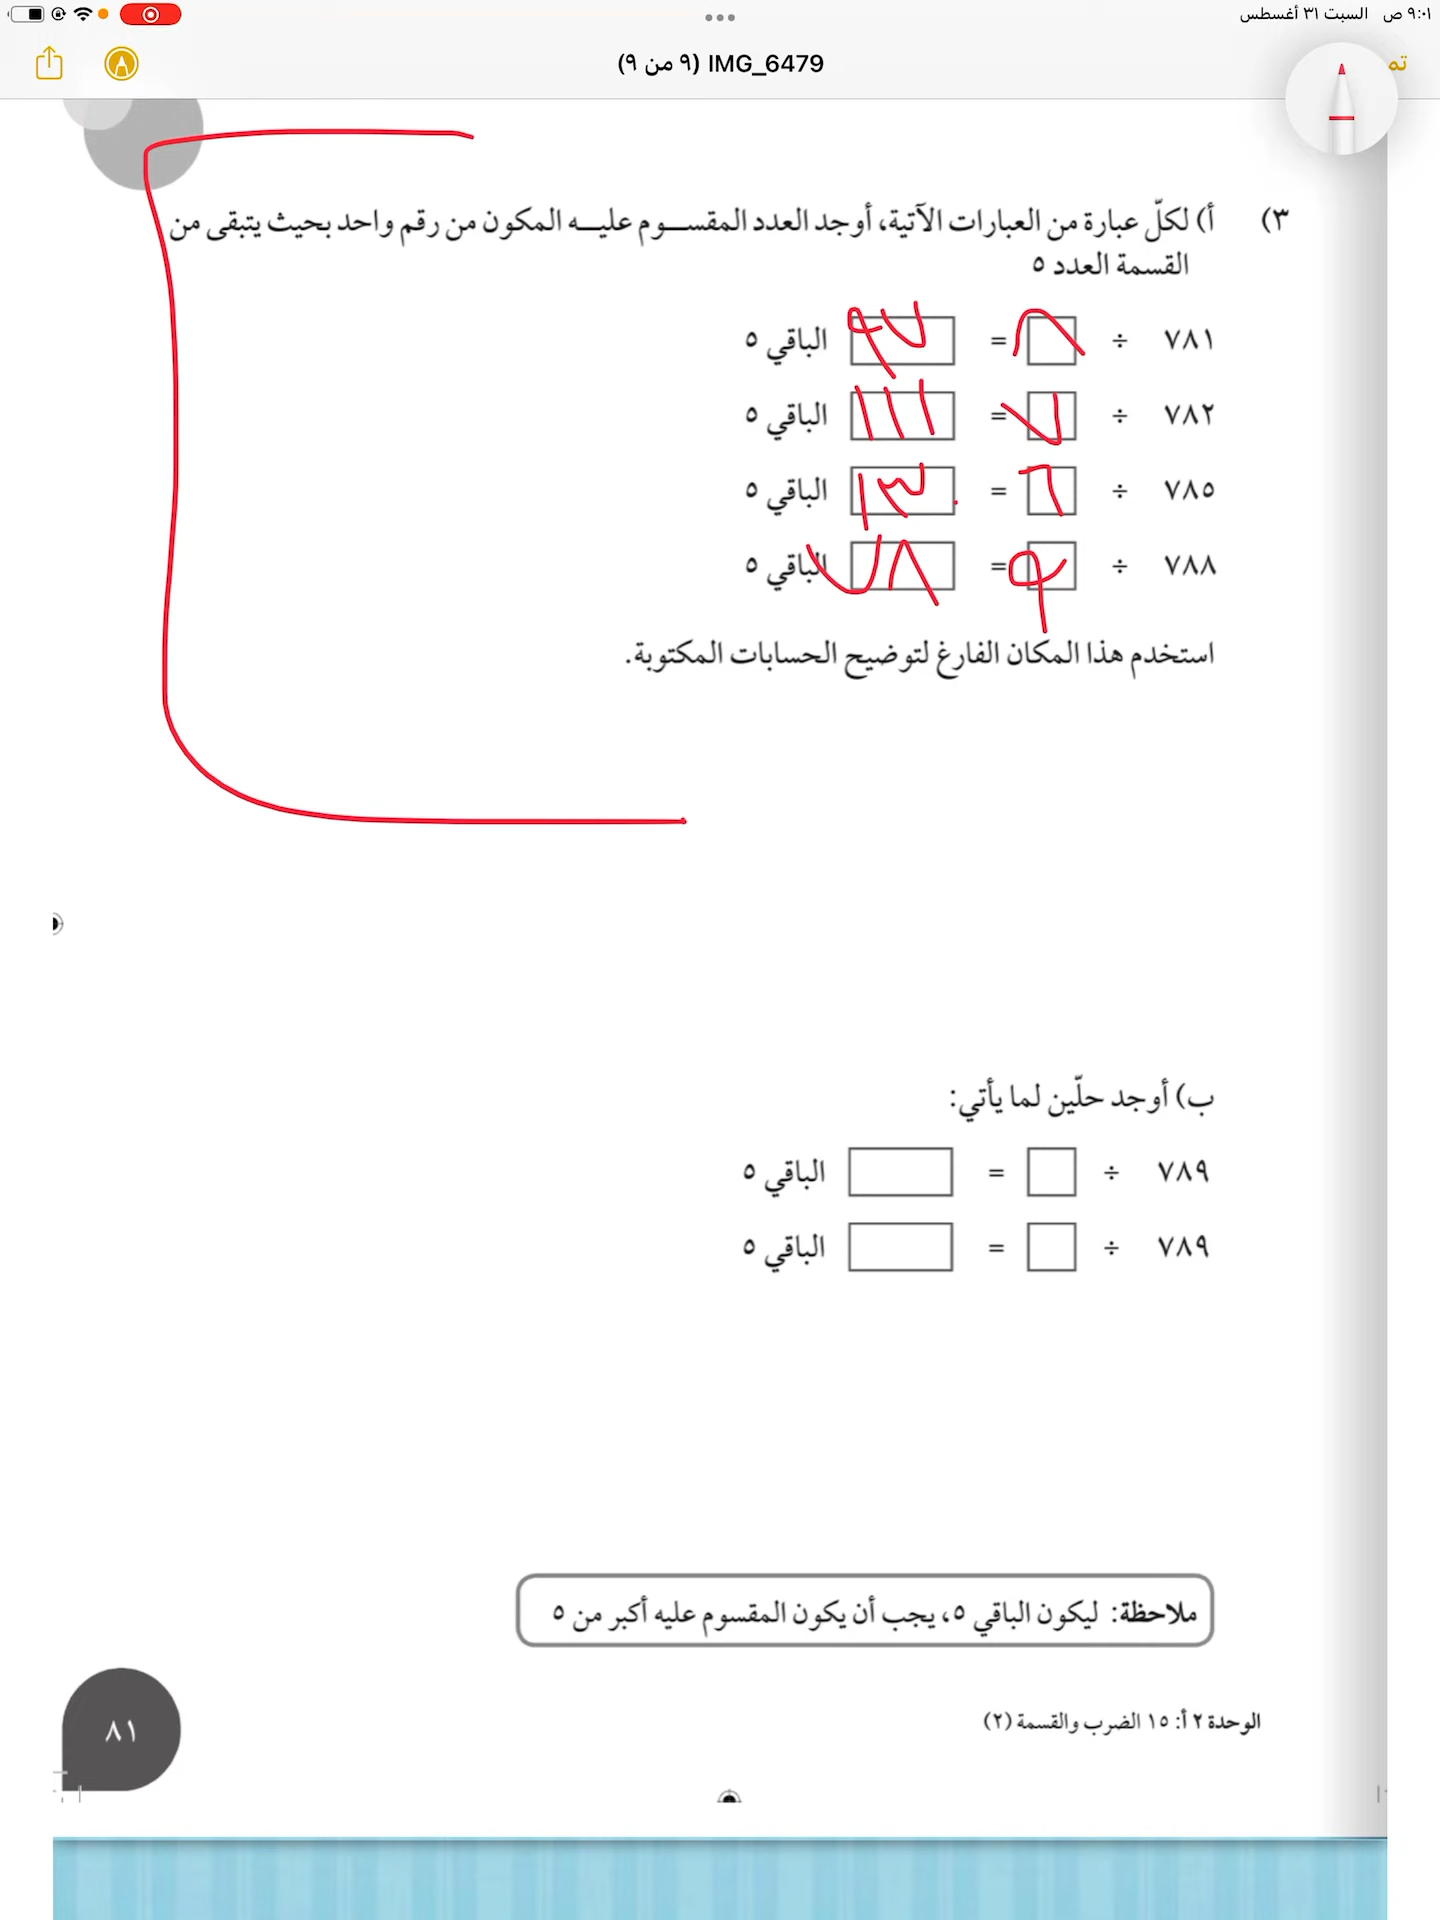 ٩:٠١ ص السبت ٣١ أغسطس
IMG_6479 (٩ من ٩)
تم
٣) أ) لكلّ عبارة من العبارات الآتية، أوجد العدد المقسوم عليه المكون من رقم واحد بحيث يتبقى من
القسمة العدد ٥
٧٨١ ÷ ٨ = ٩٧ الباقي ٥
٧٨٢ ÷ ٧ = ١١١ الباقي ٥
٧٨٥ ÷ ٦ = ١٣٠ الباقي ٥
٧٨٨ ÷ ٩ = ٨٧ الباقي ٥
استخدم هذا المكان الفارغ لتوضيح الحسابات المكتوبة.
ب) أوجد حلّين لما يأتي:
٧٨٩ ÷ = الباقي ٥
٧٨٩ ÷ = الباقي ٥
ملاحظة: ليكون الباقي ٥، يجب أن يكون المقسوم عليه أكبر من ٥
الوحدة ٢ أ: ١٥ الضرب والقسمة (٢)
٨١